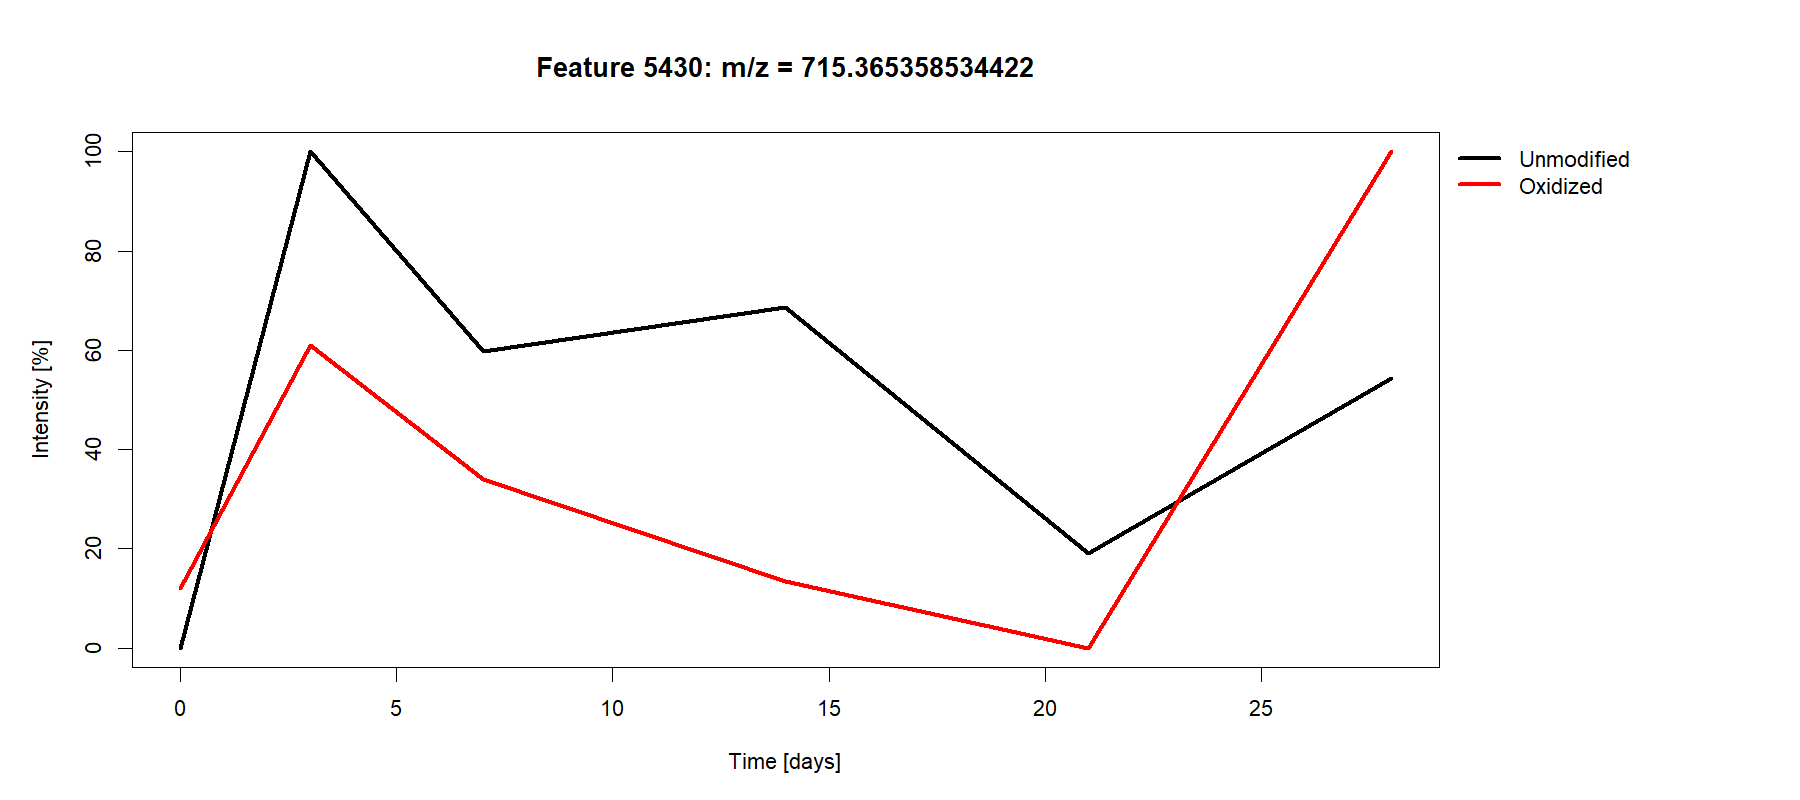 Feature 5430: m/z = 715.365358534422
Unmodified
Oxidized
Intensity [%]
100
80
60
40
20
0
0 5 10 15 20 25
Time [days]